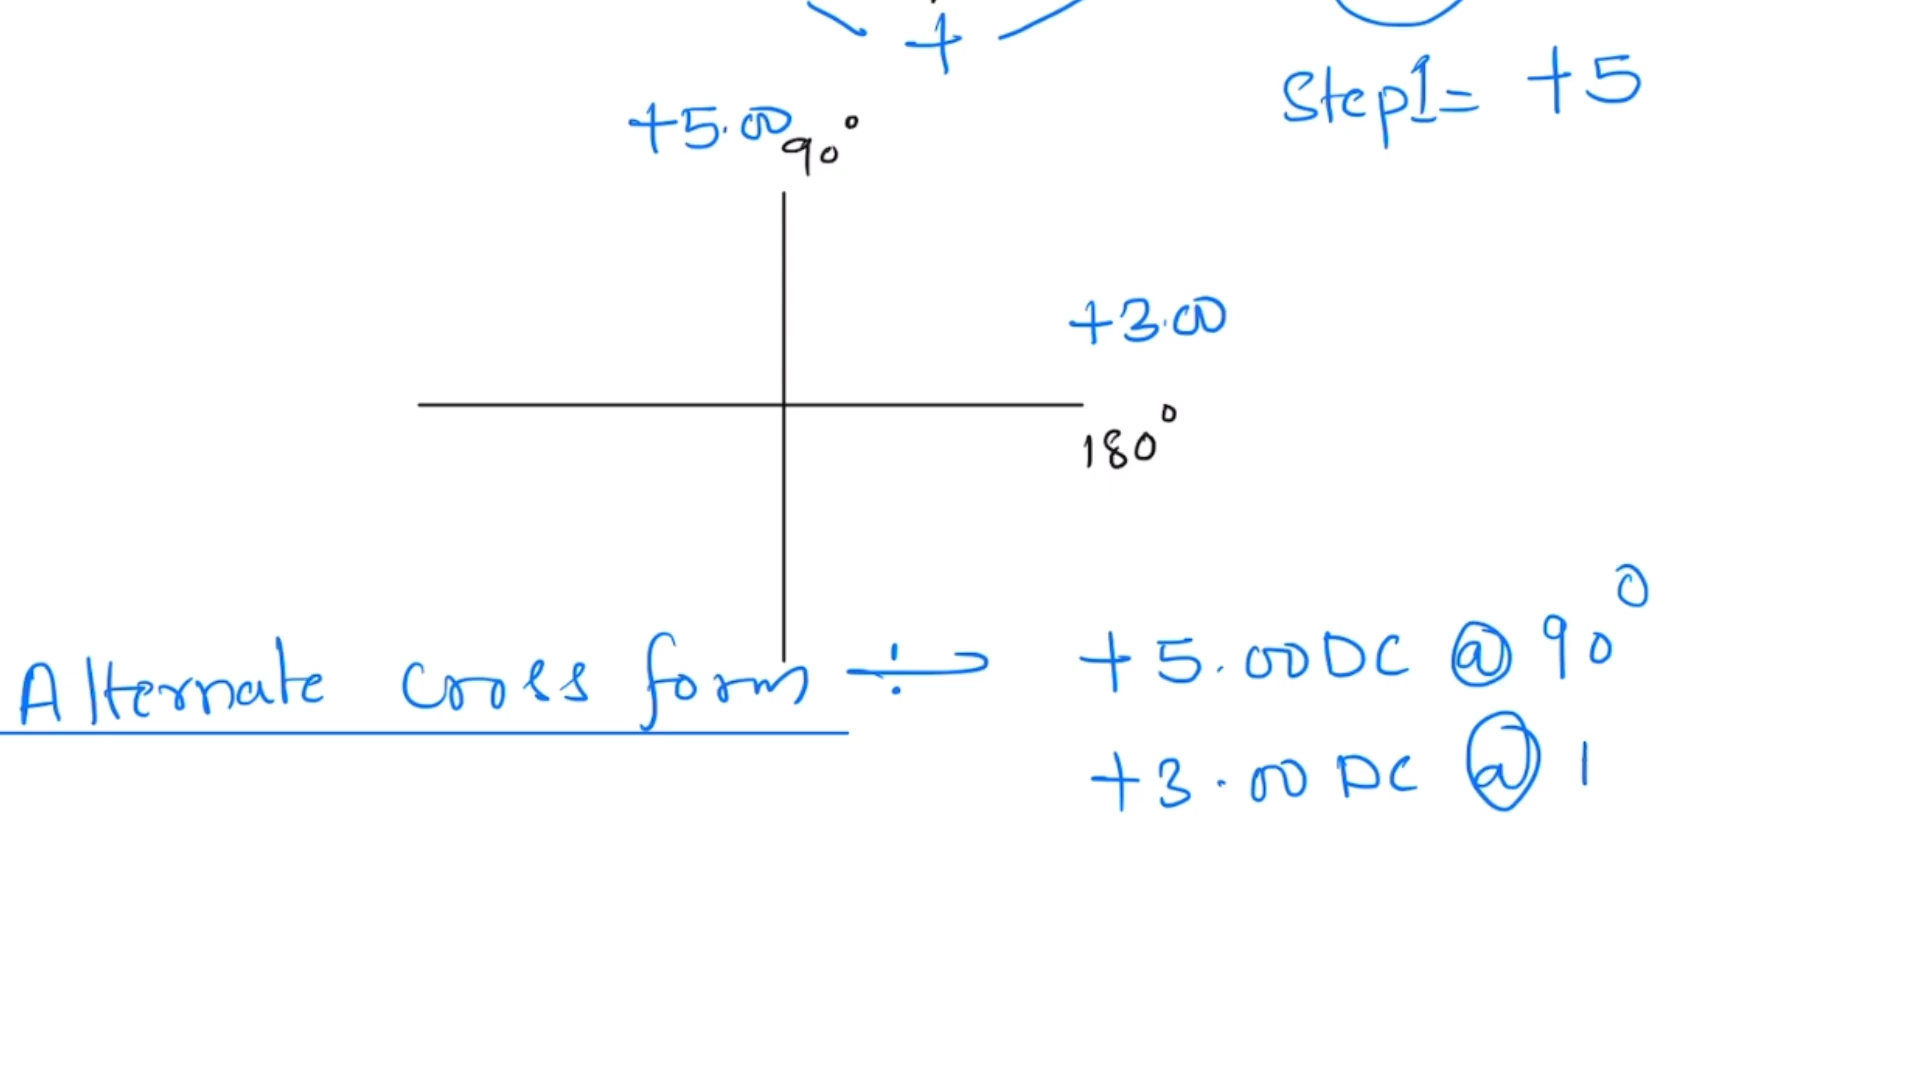 +
Step1= +5
+5.00
90°
+3.00
180°
Alternate cross form ÷ +5.00DC @ 90°
+3.00 DC @ 1